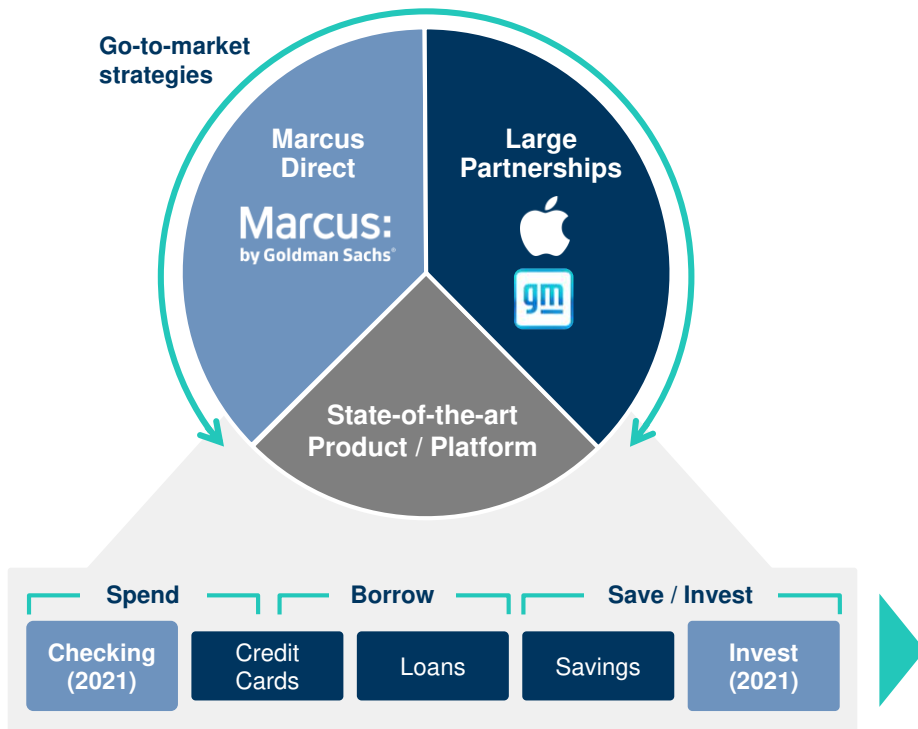 Go-to-market
strategies
Marcus
Direct
Marcus:
by Goldman Sachs®
Large
Partnerships
gm
State-of-the-art
Product / Platform
Spend
Borrow
Save / Invest
Checking
(2021)
Credit
Cards
Loans
Savings
Invest
(2021)